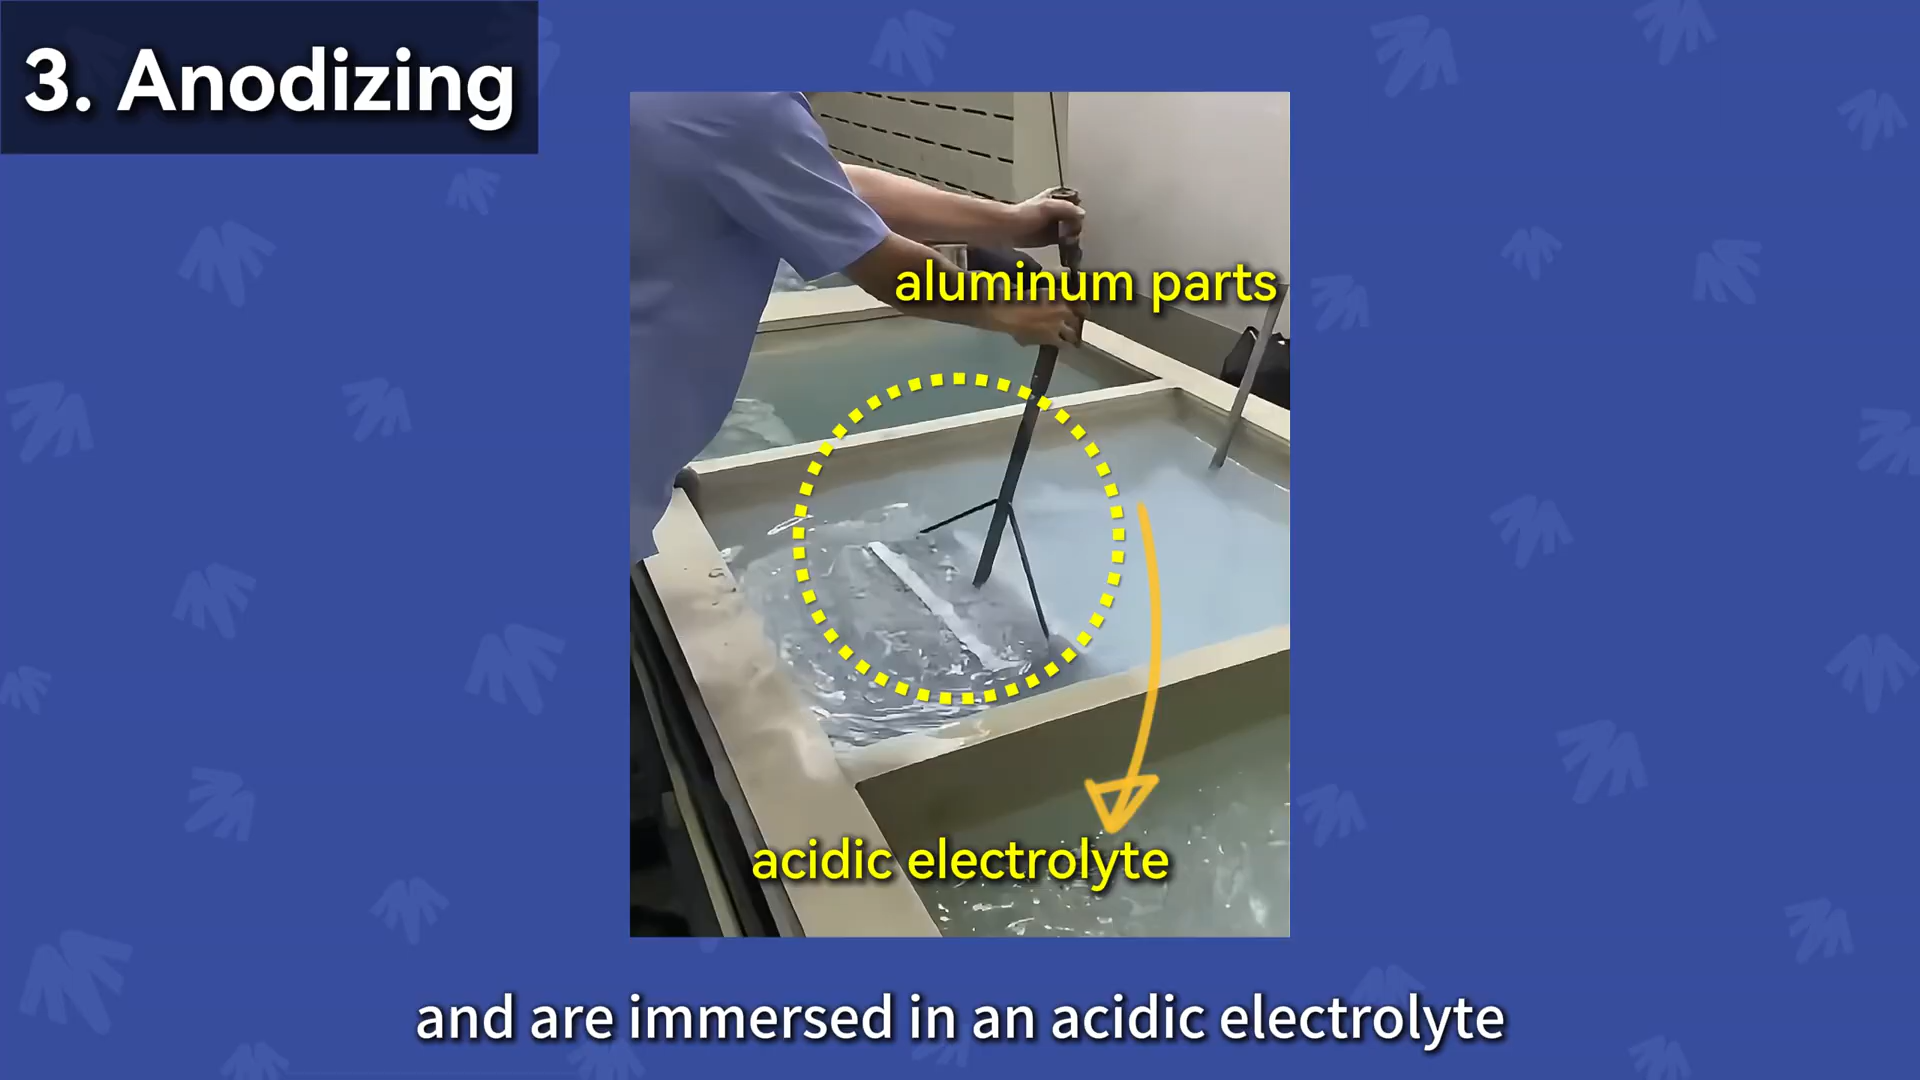 3. Anodizing
aluminum parts
acidic electrolyte
and are immersed in an acidic electrolyte